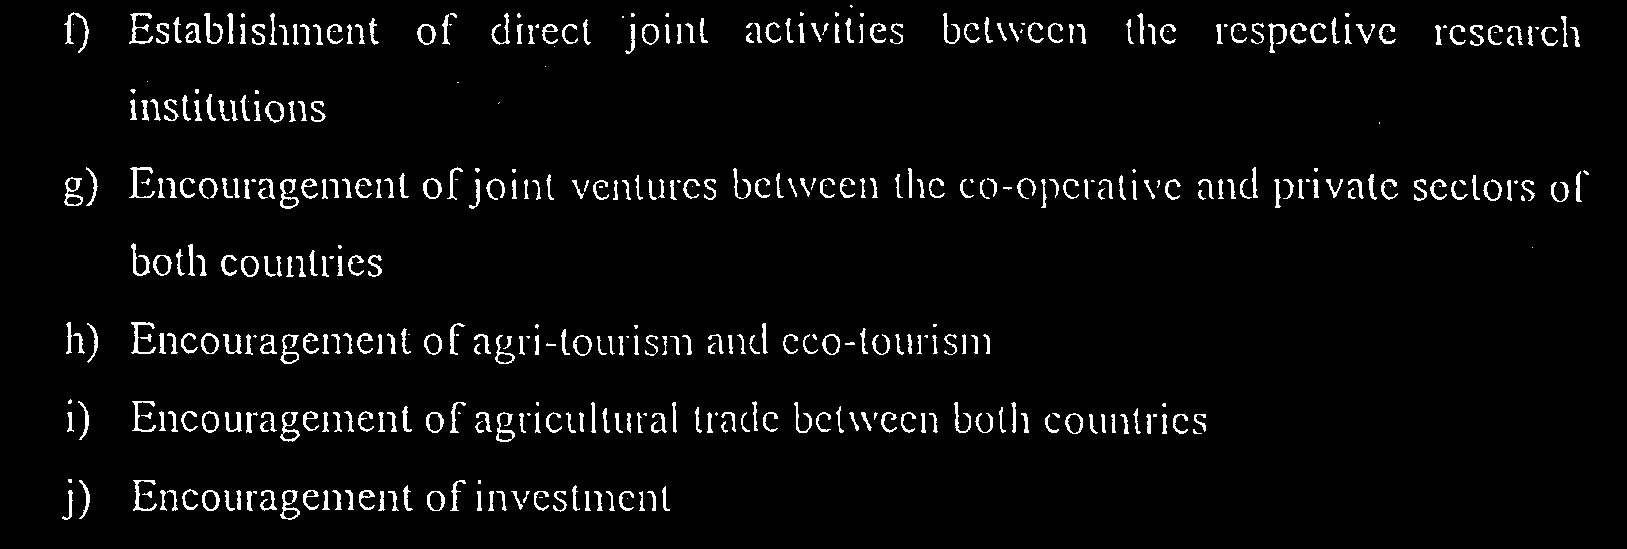 f) Establishment of direct joint activities between the respective research
institutions
g) Encouragement of joint ventures between the co-operative and private sectors of
both countries
h) Encouragement of agri-tourism and eco-tourism
i) Encouragement of agricultural trade between both countries
j) Encouragement of investment